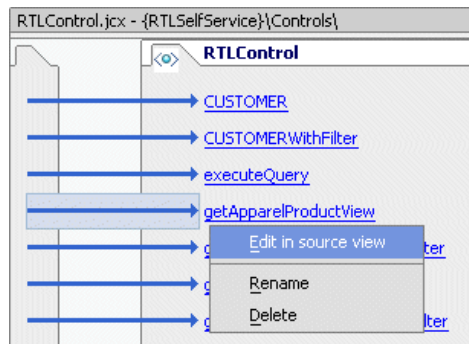 RTLControl.jcx - {RTLSelfService}\Controls\
RTLControl
CUSTOMER
CUSTOMERWithFilter
executeQuery
getApparelProductView
Edit in source view
Rename
Delete